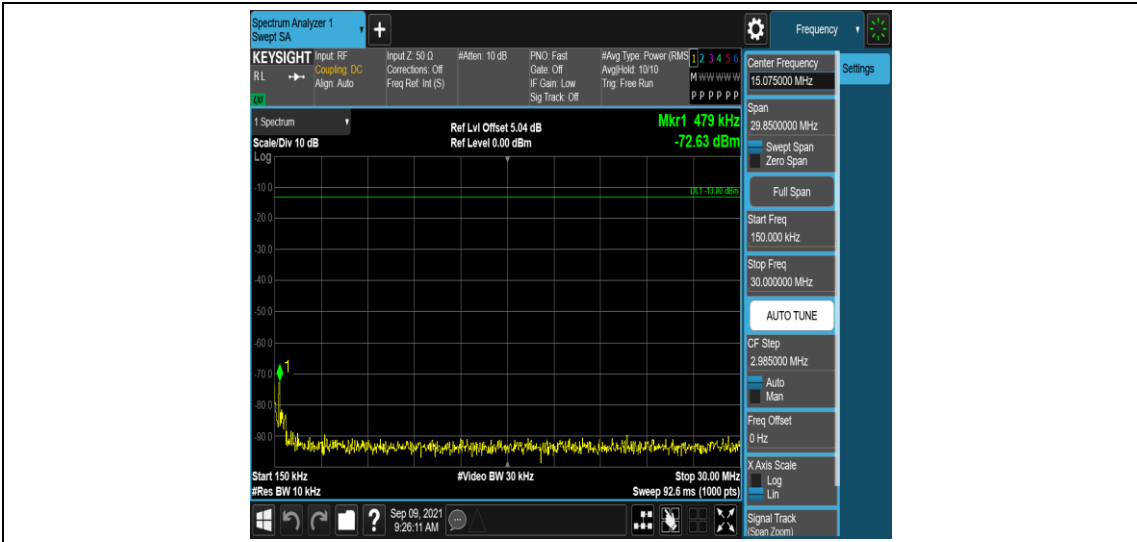 Spectrum Analyzer 1
Swept SA
+
Frequency
KEYSIGHT
RL
LXI
Input: RF
Coupling: DC
Align: Auto
Input Z: 50 Ω
Corrections: Off
Freq Ref: Int (S)
#Atten: 10 dB
PNO: Fast
Gate: Off
IF Gain: Low
Sig Track: Off
#Avg Type: Power (RMS
Avg|Hold: 10/10
Trig: Free Run
1 2 3 4 5 6
M W W W W W
P P P P P P
1 Spectrum
Scale/Div 10 dB
Log
Ref Lvl Offset 5.04 dB
Ref Level 0.00 dBm
Mkr1 479 kHz
-72.63 dBm
DL1 -13.00 dBm
-10.0
-20.0
-30.0
-40.0
-50.0
-60.0
-70.0
-80.0
-90.0
1
Start 150 kHz
#Res BW 10 kHz
#Video BW 30 kHz
Stop 30.00 MHz
Sweep 92.6 ms (1000 pts)
?
Sep 09, 2021
9:26:11 AM
Center Frequency
15.075000 MHz
Span
29.8500000 MHz
Swept Span
Zero Span
Full Span
Start Freq
150.000 kHz
Stop Freq
30.000000 MHz
AUTO TUNE
CF Step
2.985000 MHz
Auto
Man
Freq Offset
0 Hz
X Axis Scale
Log
Lin
Signal Track
(Span Zoom)
Settings